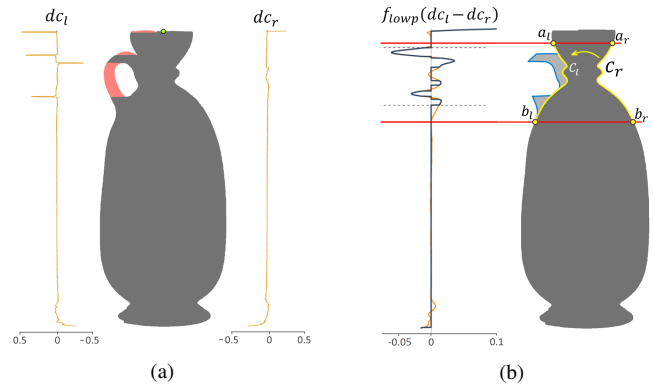 dc_l
dc_r
0.5 0 -0.5
-0.5 0 0.5
(a)
f_lowp(dc_l − dc_r)
a_l
a_r
c_l
c_r
b_l
b_r
-0.05 0 0.1
(b)